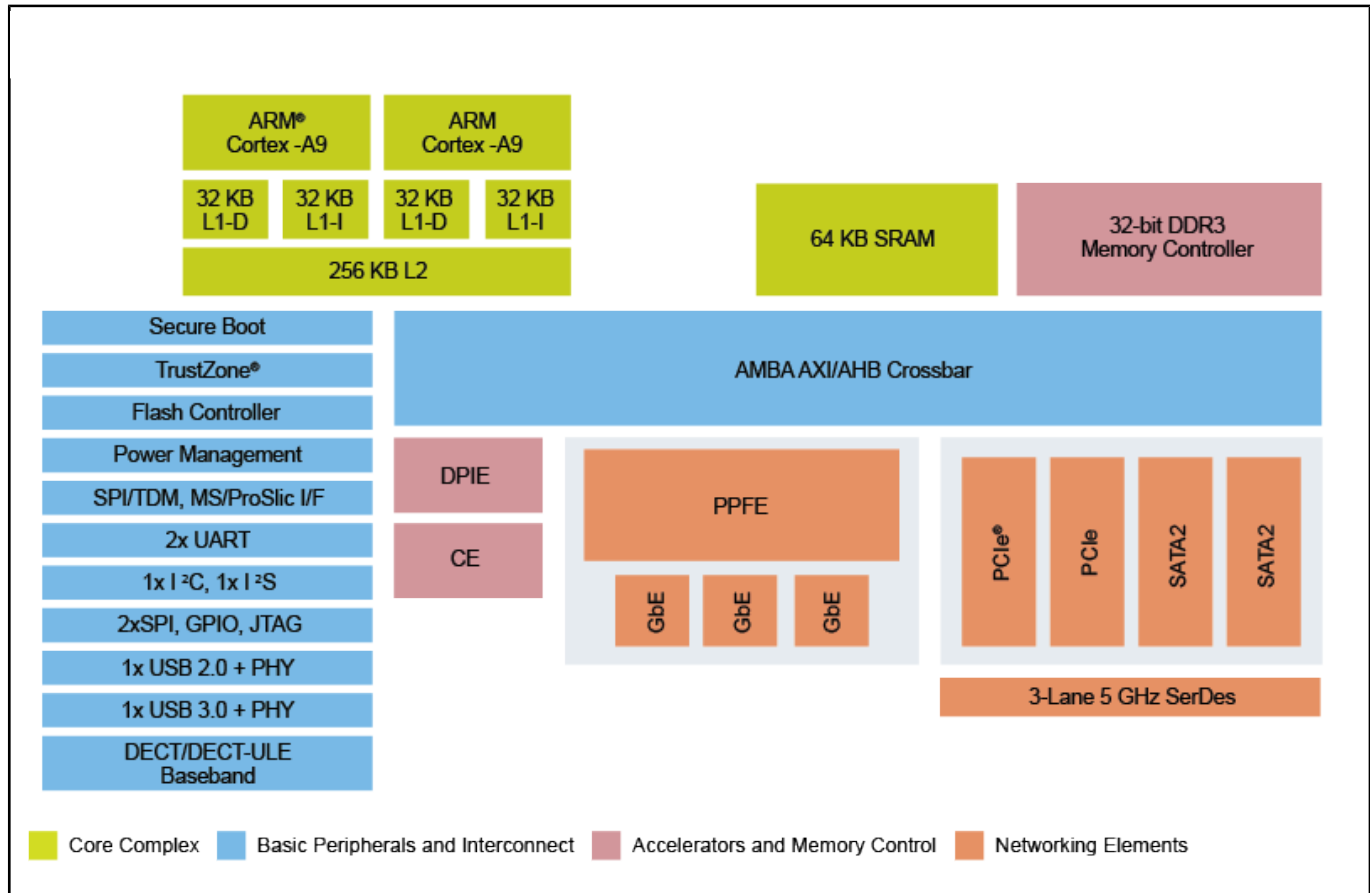 ARM®
Cortex -A9
ARM
Cortex -A9
32 KB
L1-D
32 KB
L1-I
32 KB
L1-D
32 KB
L1-I
256 KB L2
64 KB SRAM
32-bit DDR3
Memory Controller
Secure Boot
TrustZone®
Flash Controller
Power Management
SPI/TDM, MS/ProSlic I/F
2x UART
1x I ²C, 1x I ²S
2xSPI, GPIO, JTAG
1x USB 2.0 + PHY
1x USB 3.0 + PHY
DECT/DECT-ULE
Baseband
AMBA AXI/AHB Crossbar
DPIE
CE
PPFE
GbE
GbE
GbE
PCIe®
PCIe
SATA2
SATA2
3-Lane 5 GHz SerDes
Core Complex
Basic Peripherals and Interconnect
Accelerators and Memory Control
Networking Elements